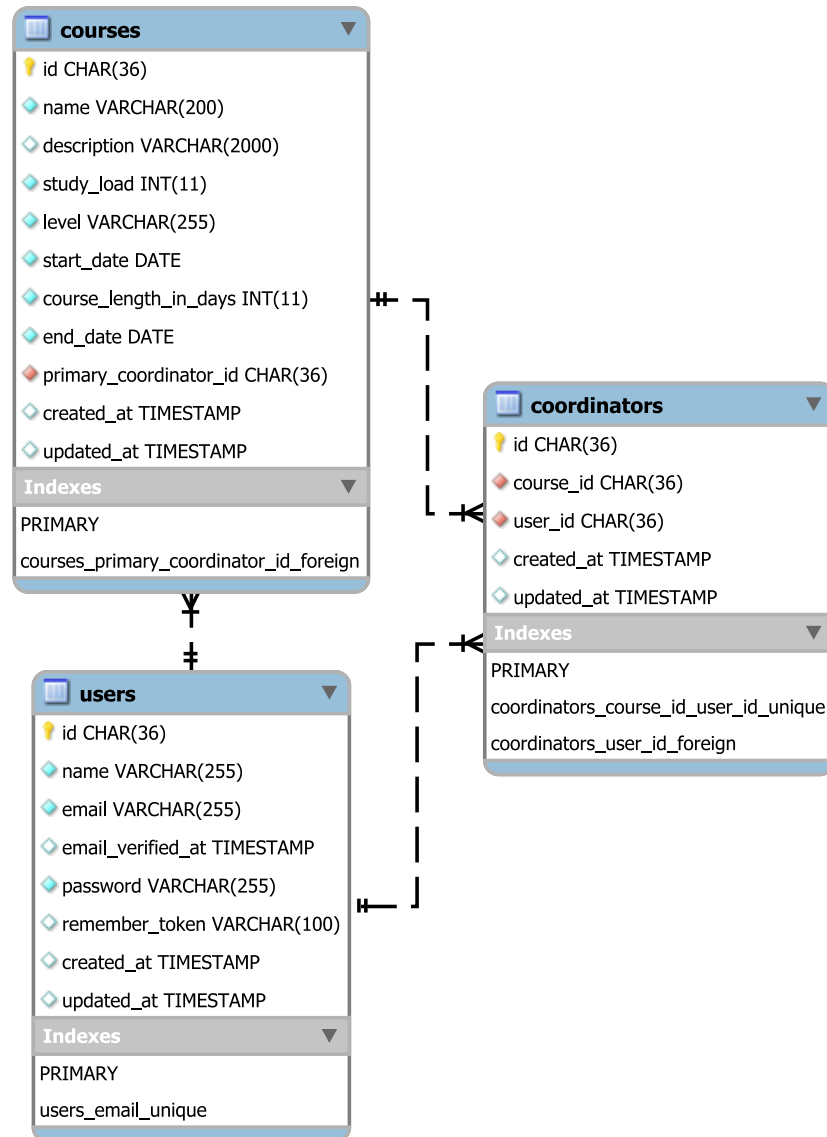 courses
id CHAR(36)
name VARCHAR(200)
description VARCHAR(2000)
study_load INT(11)
level VARCHAR(255)
start_date DATE
course_length_in_days INT(11)
end_date DATE
primary_coordinator_id CHAR(36)
created_at TIMESTAMP
updated_at TIMESTAMP
Indexes
PRIMARY
courses_primary_coordinator_id_foreign
coordinators
id CHAR(36)
course_id CHAR(36)
user_id CHAR(36)
created_at TIMESTAMP
updated_at TIMESTAMP
Indexes
PRIMARY
coordinators_course_id_user_id_unique
coordinators_user_id_foreign
users
id CHAR(36)
name VARCHAR(255)
email VARCHAR(255)
email_verified_at TIMESTAMP
password VARCHAR(255)
remember_token VARCHAR(100)
created_at TIMESTAMP
updated_at TIMESTAMP
Indexes
PRIMARY
users_email_unique